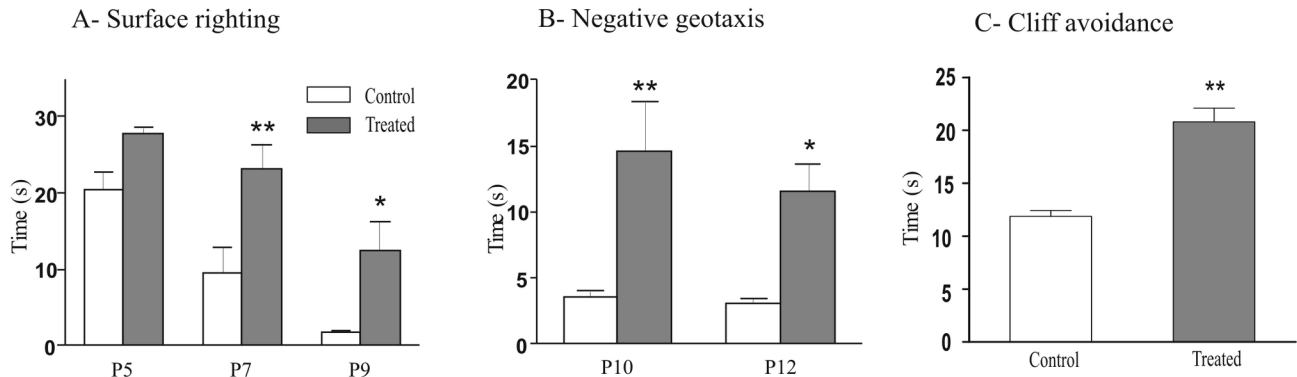 A- Surface righting
Time (s)
30
20
10
0
Control
Treated
**
*
P5 P7 P9
B- Negative geotaxis
Time (s)
20
15
10
5
0
**
*
P10 P12
C- Cliff avoidance
Time (s)
25
20
15
10
5
0
**
Control Treated